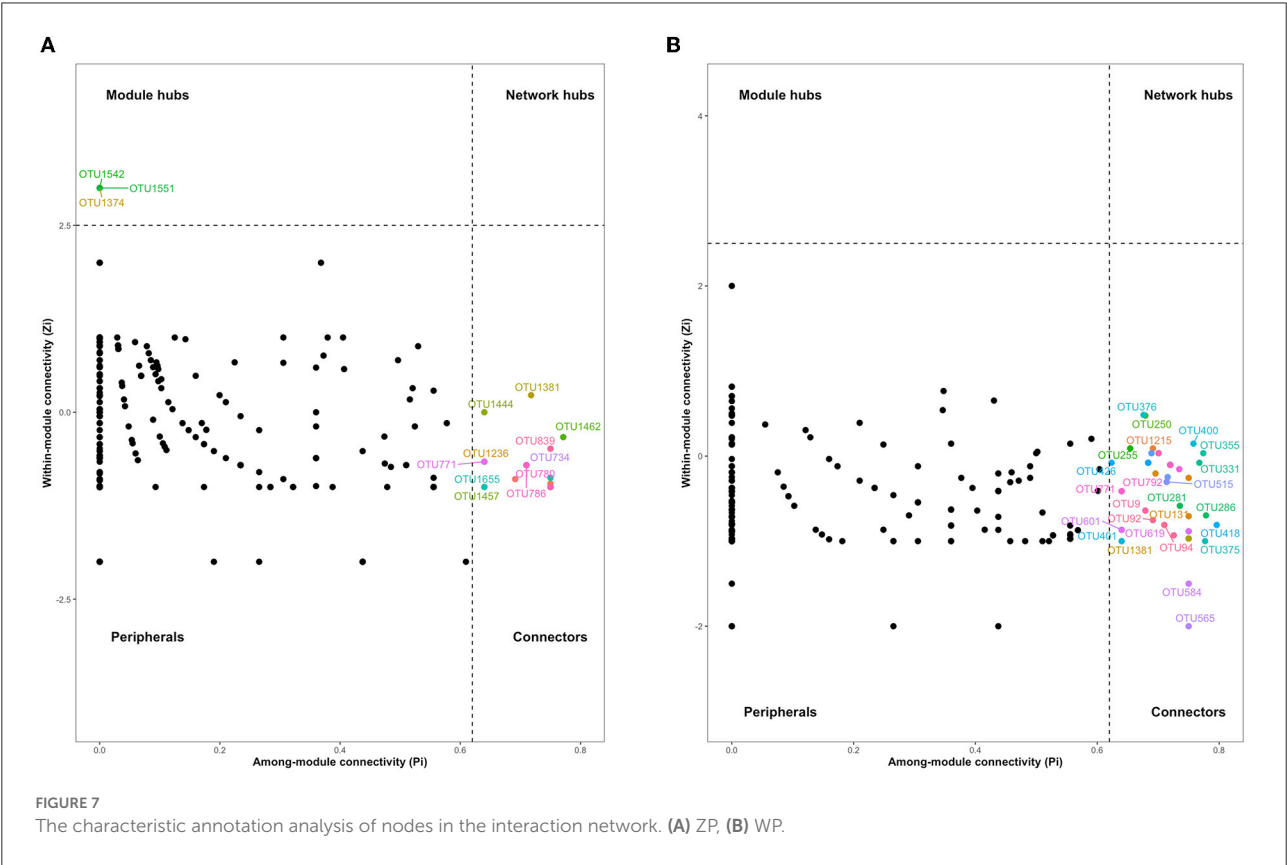 A
Module hubs
Network hubs
OTU1542
OTU1551
OTU1374
2.5
Within-module connectivity (Zi)
OTU1381
OTU1444
OTU1462
OTU839
OTU1236
OTU734
OTU771
OTU780
OTU1655
OTU786
OTU1457
0.0
-2.5
Peripherals
Connectors
0.0
0.2
0.4
0.6
0.8
Among-module connectivity (Pi)
B
Module hubs
Network hubs
4
2
0
-2
Within-module connectivity (Zi)
OTU376
OTU250
OTU400
OTU1215
OTU355
OTU255
OTU426
OTU331
OTU792
OTU515
OTU771
OTU281
OTU9
OTU286
OTU92
OTU131
OTU601
OTU619
OTU418
OTU401
OTU94
OTU375
OTU1381
OTU584
OTU565
Peripherals
Connectors
0.0
0.2
0.4
0.6
0.8
Among-module connectivity (Pi)
FIGURE 7
The characteristic annotation analysis of nodes in the interaction network. (A) ZP, (B) WP.